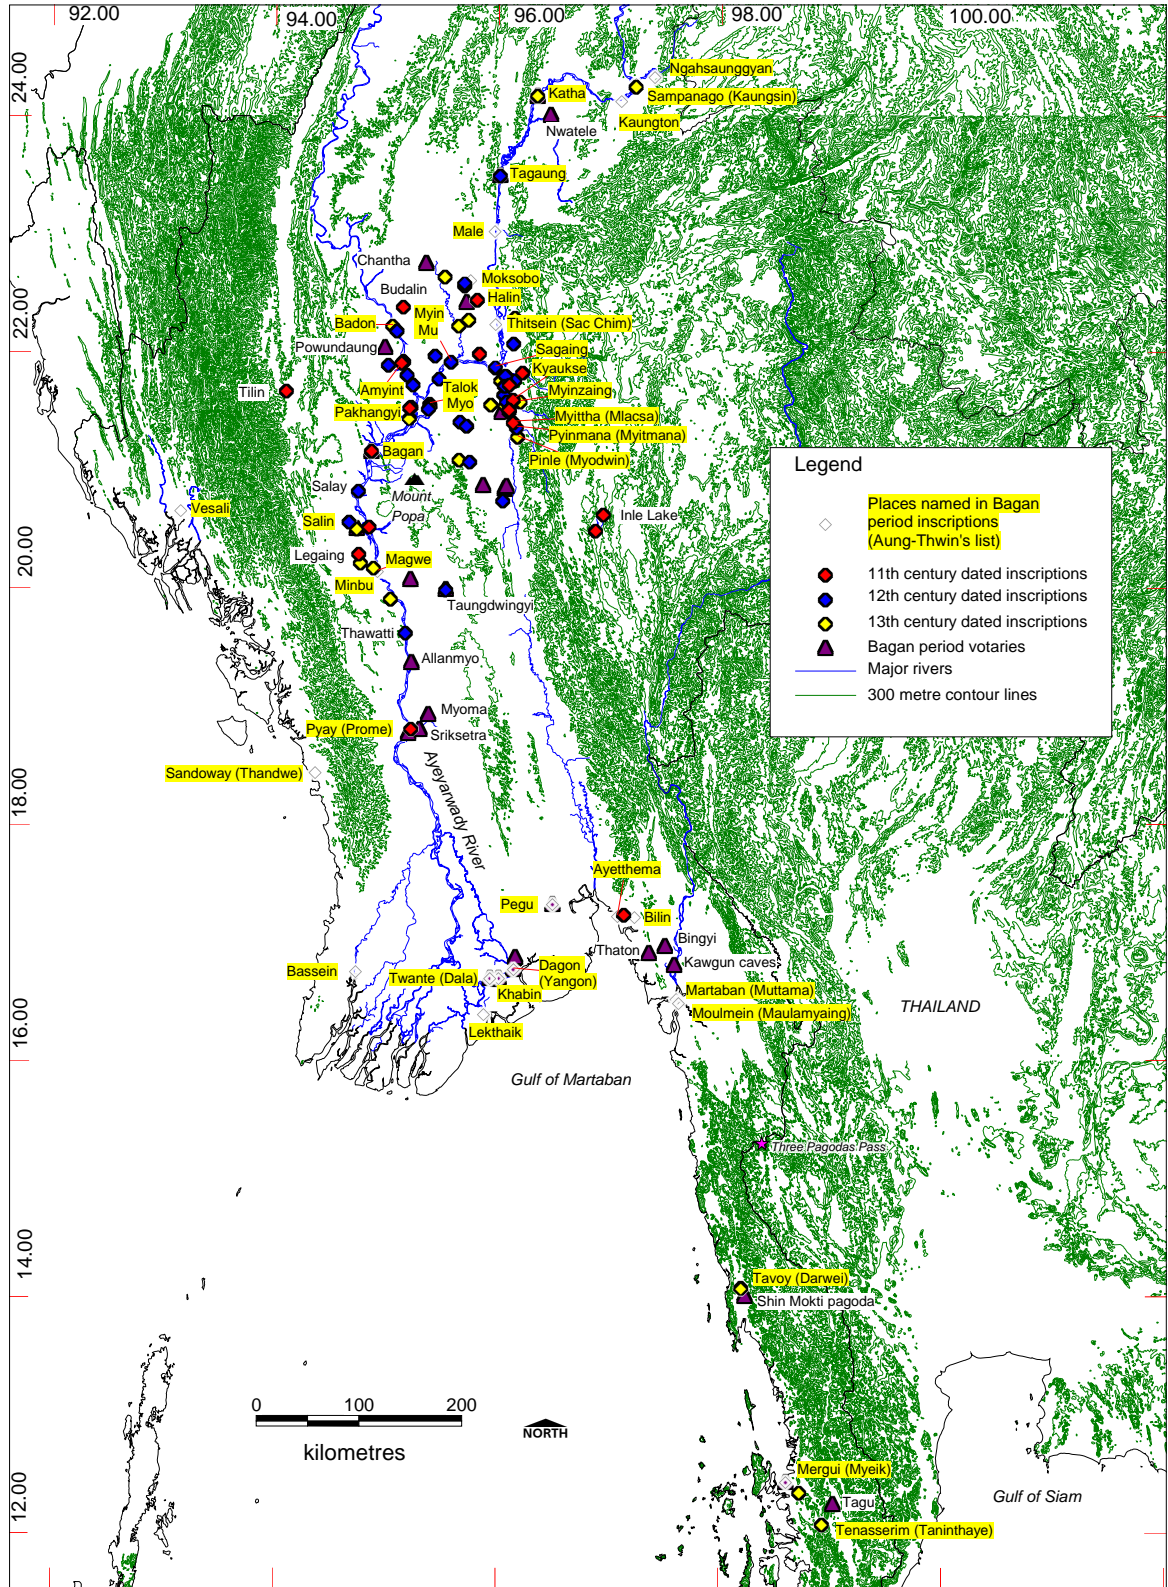 92.00
94.00
96.00
98.00
100.00
24.00
22.00
20.00
18.00
16.00
14.00
12.00
Ngahsaunggyan
Katha
Sampanago (Kaungsin)
Kaungton
Nwatele
Tagaung
Male
Chantha
Moksobo
Budalin
Halin
Myin
Mu
Badon
Thitsein (Sac Chim)
Powundaung
Sagaing
Kyaukse
Tilin
Amyint
Talok
Myo
Myinzaing
Pakhangyi
Myittha (Mlacsa)
Pyinmana (Myitmana)
Bagan
Pinle (Myodwin)
Salay
Mount
Popa
Vesali
Salin
Inle Lake
Legaing
Magwe
Minbu
Taungdwingyi
Thawatti
Allanmyo
Myoma
Pyay (Prome)
Sriksetra
Sandoway (Thandwe)
Ayeyarwady River
Ayetthema
Pegu
Bilin
Bingyi
Thaton
Kawgun caves
Bassein
Twante (Dala)
Dagon
(Yangon)
Khabin
Martaban (Muttama)
Moulmein (Maulamyaing)
Lekthaik
THAILAND
Gulf of Martaban
Three Pagodas Pass
Tavoy (Darwei)
Shin Mokti pagoda
Mergui (Myeik)
Tagu
Tenasserim (Taninthaye)
Gulf of Siam
Legend
Places named in Bagan
period inscriptions
(Aung-Thwin's list)
11th century dated inscriptions
12th century dated inscriptions
13th century dated inscriptions
Bagan period votaries
Major rivers
300 metre contour lines
0 100 200
kilometres
NORTH